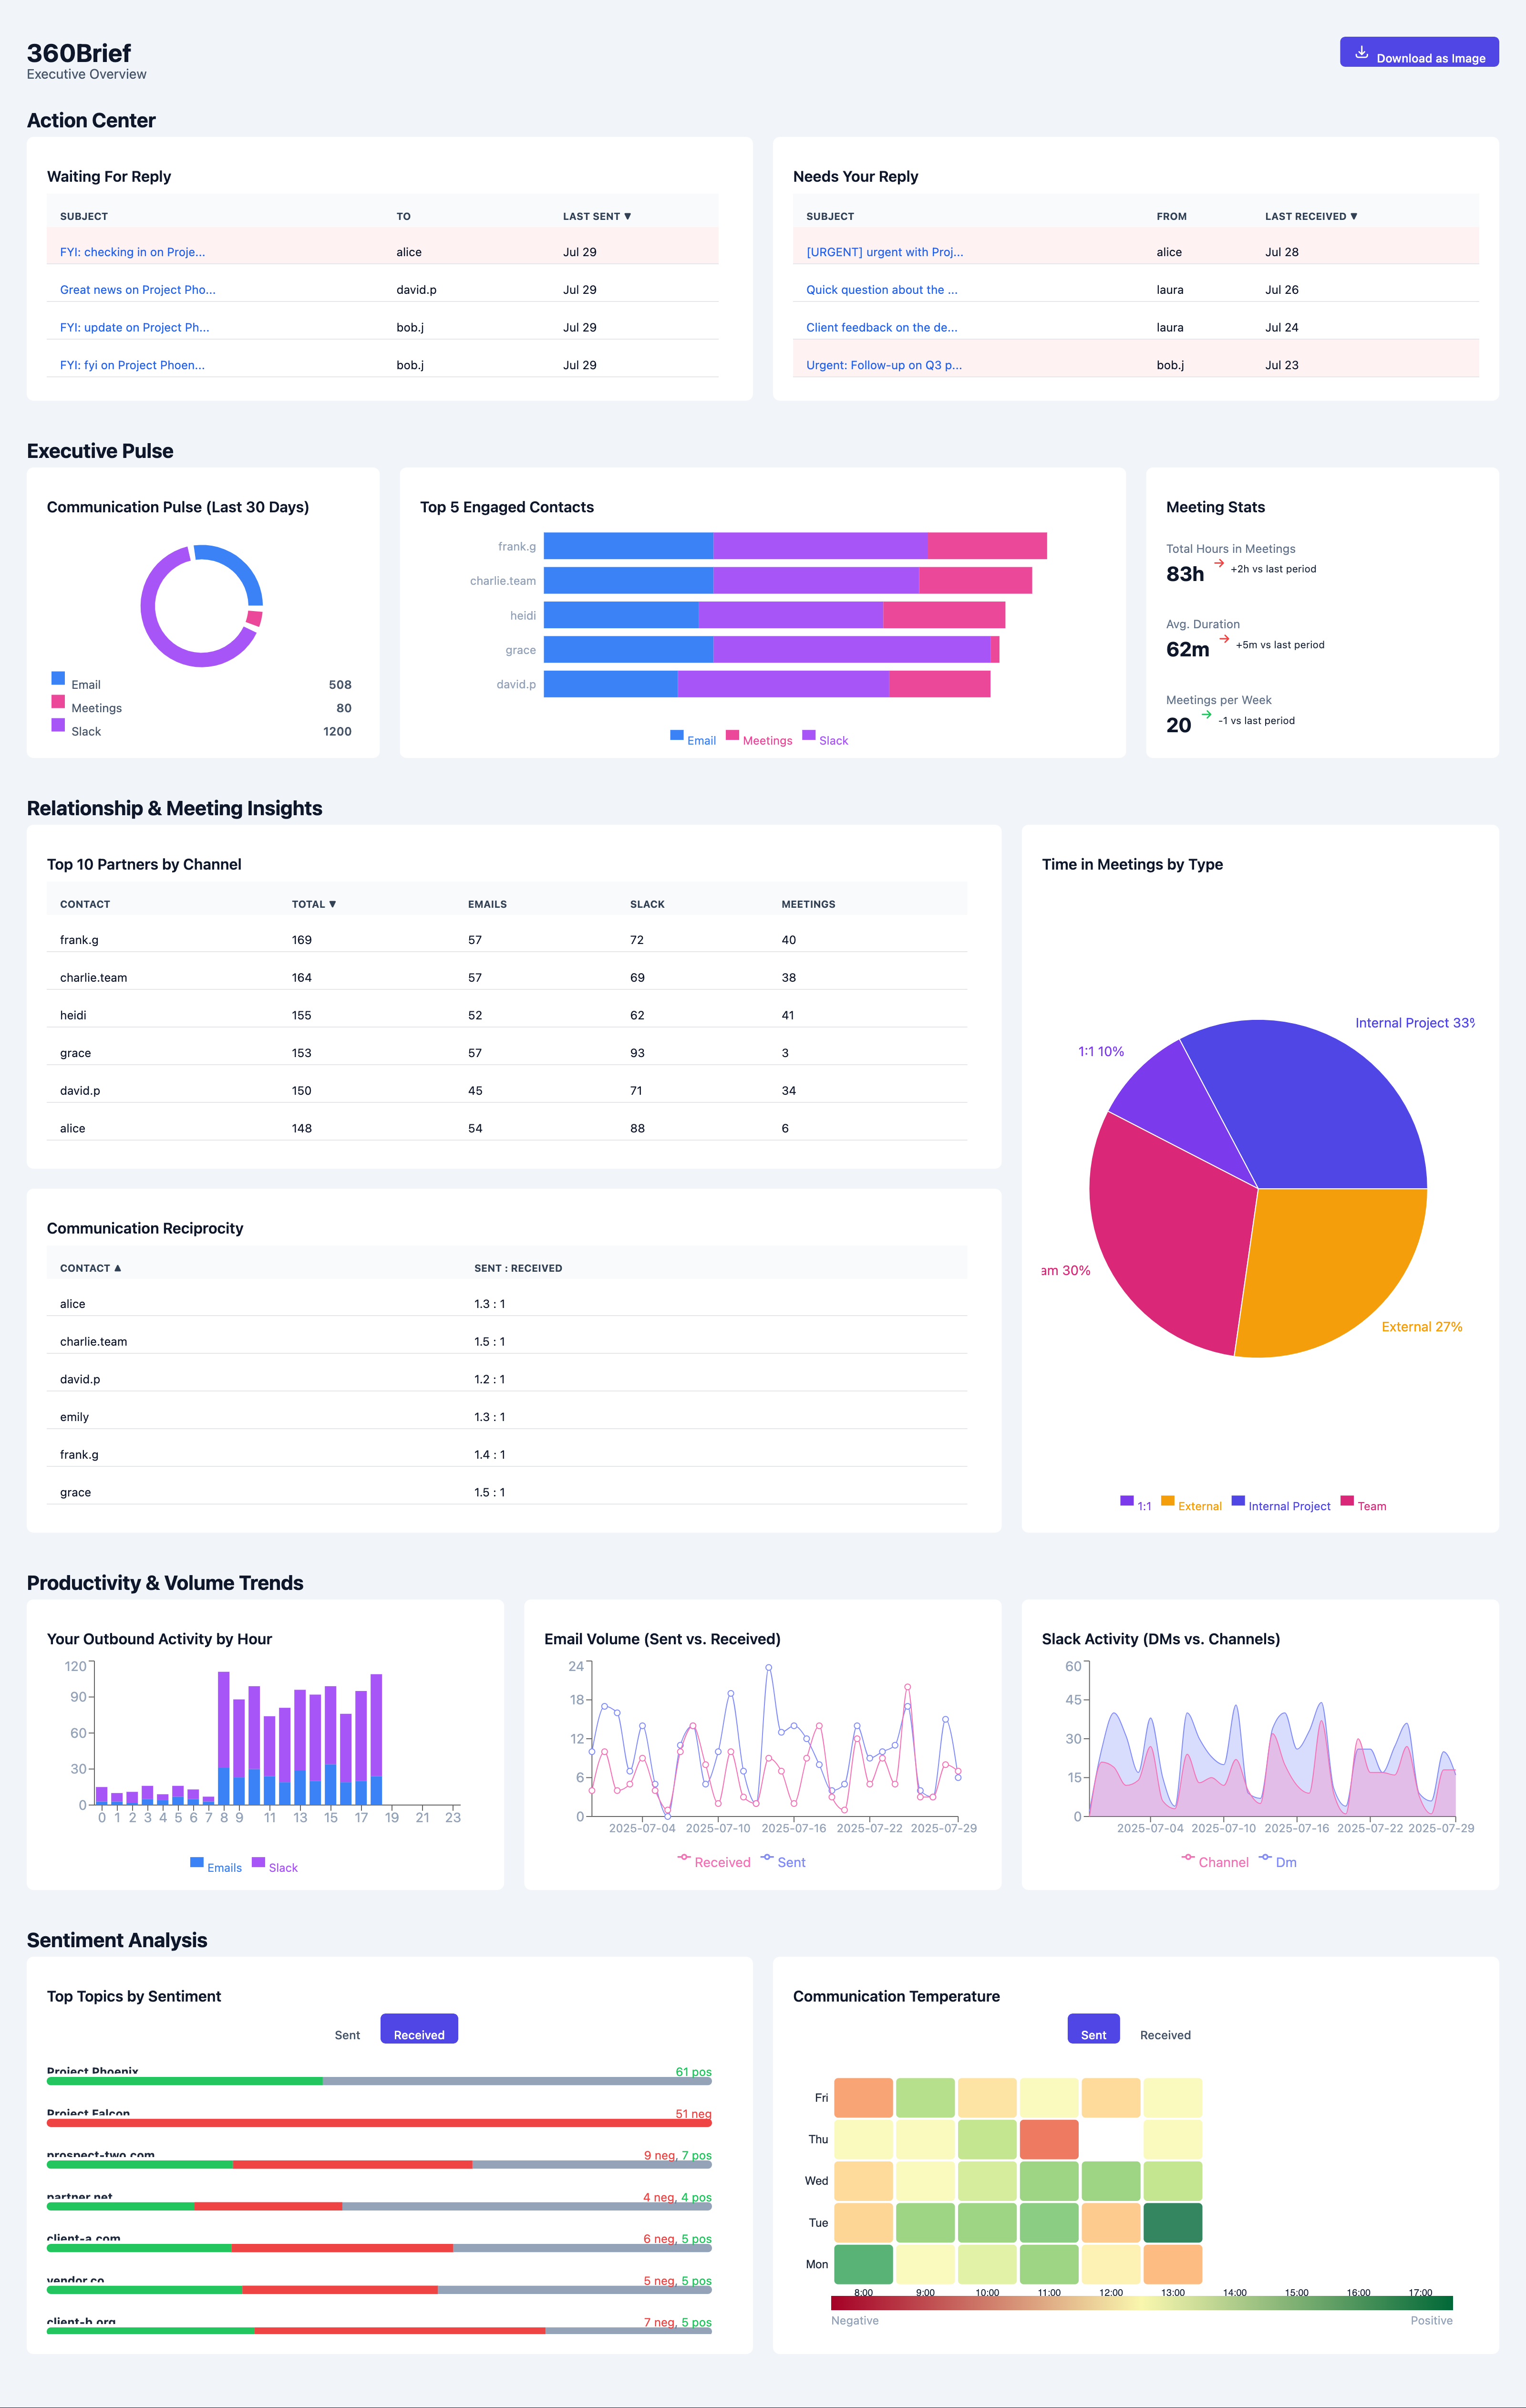 360Brief
Executive Overview
Download as Image
Action Center
Waiting For Reply
SUBJECT TO LAST SENT ▼
FYI: checking in on Proje... alice Jul 29
Great news on Project Pho... david.p Jul 29
FYI: update on Project Ph... bob.j Jul 29
FYI: fyi on Project Phoen... bob.j Jul 29
Needs Your Reply
SUBJECT FROM LAST RECEIVED ▼
[URGENT] urgent with Proj... alice Jul 28
Quick question about the ... laura Jul 26
Client feedback on the de... laura Jul 24
Urgent: Follow-up on Q3 p... bob.j Jul 23
Executive Pulse
Communication Pulse (Last 30 Days)
Email 508
Meetings 80
Slack 1200
Top 5 Engaged Contacts
frank.g
charlie.team
heidi
grace
david.p
Email Meetings Slack
Meeting Stats
Total Hours in Meetings
83h → +2h vs last period
Avg. Duration
62m → +5m vs last period
Meetings per Week
20 → -1 vs last period
Relationship & Meeting Insights
Top 10 Partners by Channel
CONTACT TOTAL ▼ EMAILS SLACK MEETINGS
frank.g 169 57 72 40
charlie.team 164 57 69 38
heidi 155 52 62 41
grace 153 57 93 3
david.p 150 45 71 34
alice 148 54 88 6
Communication Reciprocity
CONTACT ▲ SENT : RECEIVED
alice 1.3 : 1
charlie.team 1.5 : 1
david.p 1.2 : 1
emily 1.3 : 1
frank.g 1.4 : 1
grace 1.5 : 1
Time in Meetings by Type
Internal Project 33%
1:1 10%
am 30%
External 27%
1:1 External Internal Project Team
Productivity & Volume Trends
Your Outbound Activity by Hour
120
90
60
30
0
0 1 2 3 4 5 6 7 8 9 11 13 15 17 19 21 23
Emails Slack
Email Volume (Sent vs. Received)
24
18
12
6
0
2025-07-04 2025-07-10 2025-07-16 2025-07-22 2025-07-29
Received Sent
Slack Activity (DMs vs. Channels)
60
45
30
15
0
2025-07-04 2025-07-10 2025-07-16 2025-07-22 2025-07-29
Channel Dm
Sentiment Analysis
Top Topics by Sentiment
Sent Received
Project Phoenix 61 pos
Project Falcon 51 neg
prospect-two.com 9 neg, 7 pos
partner.net 4 neg, 4 pos
client-a.com 6 neg, 5 pos
vendor.co 5 neg, 5 pos
client-b.org 7 neg, 5 pos
Communication Temperature
Sent Received
Fri
Thu
Wed
Tue
Mon
8:00 9:00 10:00 11:00 12:00 13:00 14:00 15:00 16:00 17:00
Negative Positive